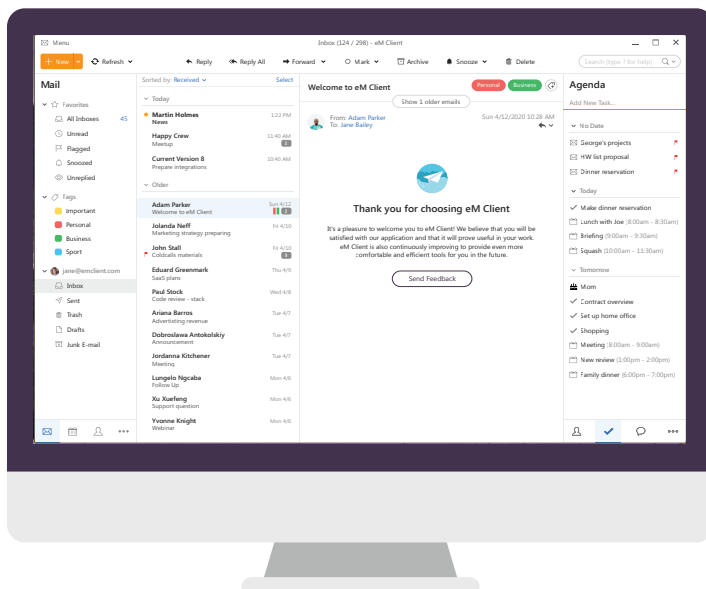 Menu
Inbox (124 / 298) - eM Client
+ New
Refresh
Reply
Reply All
Forward
Mark
Archive
Snooze
Delete
Search (type ? for help)
Mail
Favorites
All Inboxes 45
Unread
Flagged
Snoozed
Unreplied
Tags
Important
Personal
Business
Sport
jane@emclient.com
Inbox
Sent
Trash
Drafts
Junk E-mail
Sorted by: Received
Select
Today
Martin Holmes 1:22 PM
News
Happy Crew 11:40 AM
Meetup 2
Current Version 8 10:40 AM
Prepare integrations
Older
Adam Parker Sun 4/12
Welcome to eM Client 2
Jolanda Neff Fri 4/10
Marketing strategy preparing
John Stall Fri 4/10
Coldcalls materials 3
Eduard Greenmark Thu 4/9
SaaS plans
Paul Stock Wed 4/8
Code review - stack
Ariana Barros Tue 4/7
Advertisting revenue
Dobroslawa Antokolskiy Tue 4/7
Announcement
Jordanna Kitchener Tue 4/7
Meeting
Lungelo Ngcaba Mon 4/6
Follow Up
Xu Xuefeng Mon 4/6
Support question
Yvonne Knight Mon 4/6
Webinar
Welcome to eM Client
Personal
Business
Show 1 older emails
From: Adam Parker
To: Jane Bailey
Sun 4/12/2020 10:28 AM
Thank you for choosing eM Client
It's a pleasure to welcome you to eM Client! We believe that you will be
satisfied with our application and that it will prove useful in your work.
eM Client is also continuously improving to provide even more
comfortable and efficient tools for you in the future.
Send Feedback
Agenda
Add New Task...
No Date
George's projects
HW list proposal
Dinner reservation
Today
Make dinner reservation
Lunch with Joe (8:00am - 8:30am)
Briefing (9:00am - 9:30am)
Squash (10:00am - 11:30am)
Tomorrow
Mom
Contract overview
Set up home office
Shopping
Meeting (8:00am - 9:00am)
New review (1:00pm - 2:00pm)
Family dinner (6:00pm - 7:00pm)